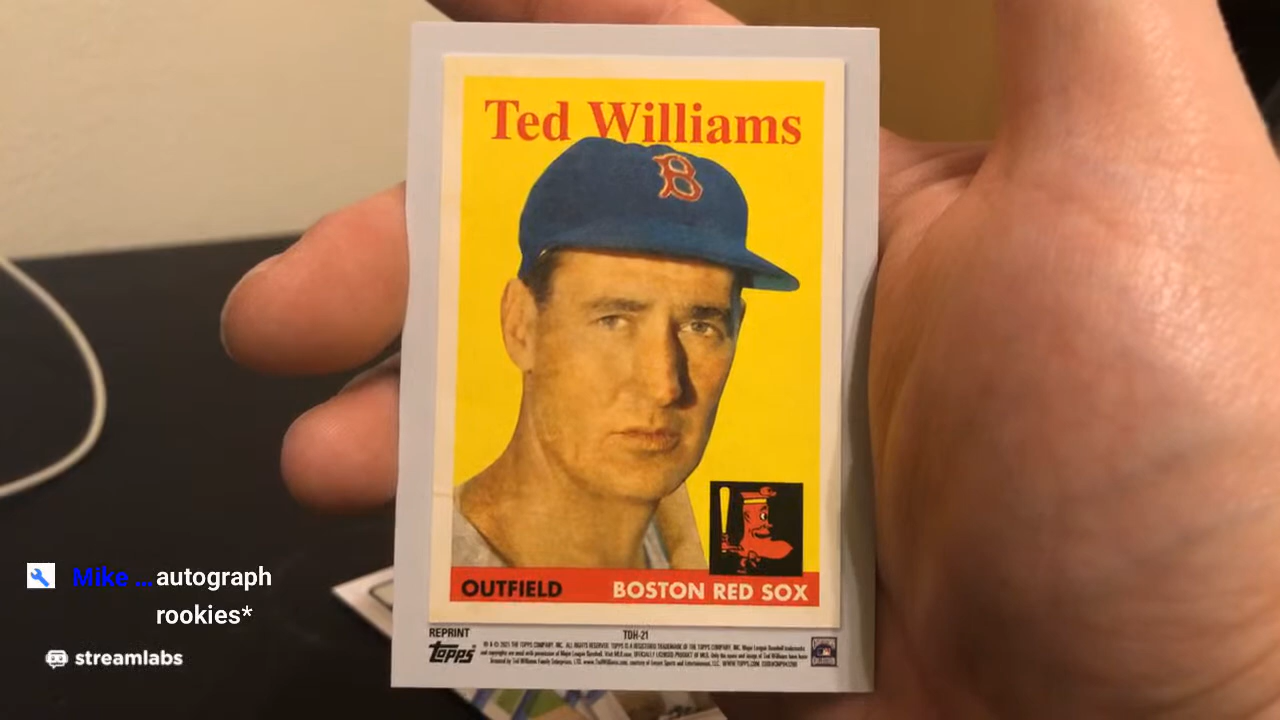 Ted Williams
B
OUTFIELD BOSTON RED SOX
REPRINT TDH-21
topps
Mike ... autograph
rookies*
streamlabs